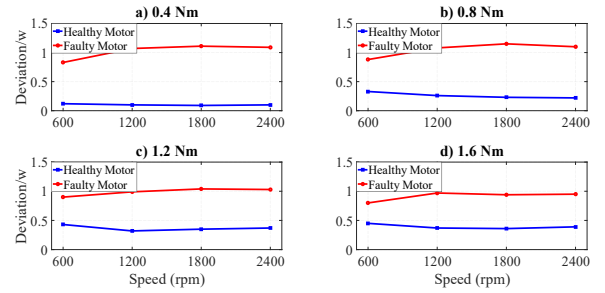 a) 0.4 Nm
Deviation/w
1.5
1
0.5
0
Healthy Motor
Faulty Motor
600 1200 1800 2400
b) 0.8 Nm
1.5
1
0.5
0
Healthy Motor
Faulty Motor
600 1200 1800 2400
c) 1.2 Nm
Deviation/w
1.5
1
0.5
0
Healthy Motor
Faulty Motor
600 1200 1800 2400
Speed (rpm)
d) 1.6 Nm
1.5
1
0.5
0
Healthy Motor
Faulty Motor
600 1200 1800 2400
Speed (rpm)